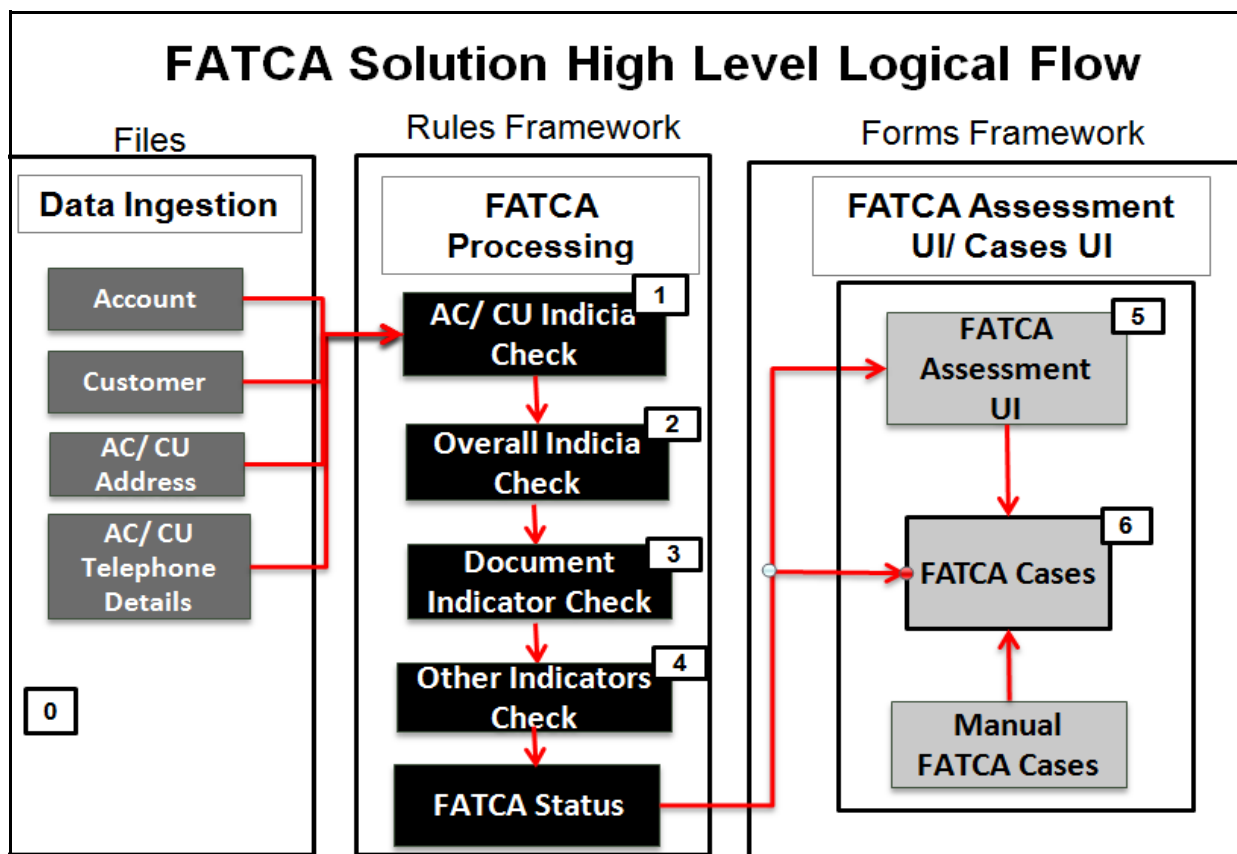 FATCA Solution High Level Logical Flow
Files
Data Ingestion
Account
Customer
AC/ CU
Address
AC/ CU
Telephone
Details
0
Rules Framework
FATCA
Processing
1
AC/ CU Indicia
Check
2
Overall Indicia
Check
3
Document
Indicator Check
4
Other Indicators
Check
FATCA Status
Forms Framework
FATCA Assessment
UI/ Cases UI
5
FATCA
Assessment
UI
6
FATCA Cases
Manual
FATCA Cases